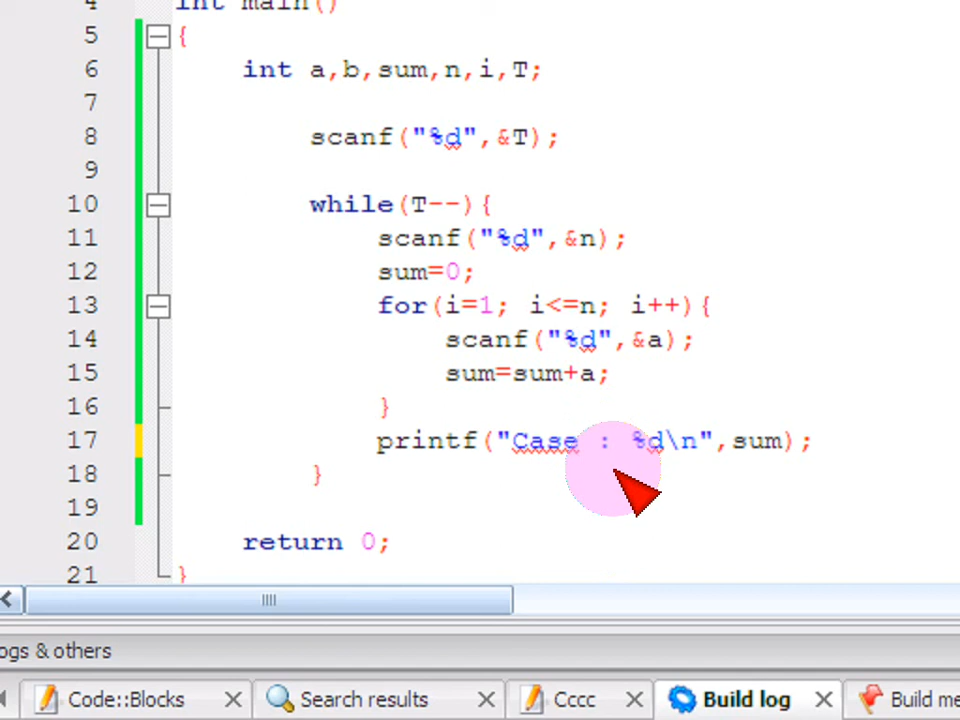 4 int main()
5 {
6 int a,b,sum,n,i,T;
7
8 scanf("%d",&T);
9
10 while(T--){
11 scanf("%d",&n);
12 sum=0;
13 for(i=1; i<=n; i++){
14 scanf("%d",&a);
15 sum=sum+a;
16 }
17 printf("Case : %d\n",sum);
18 }
19
20 return 0;
21 }
ogs & others
Code::Blocks Search results Cccc Build log Build me